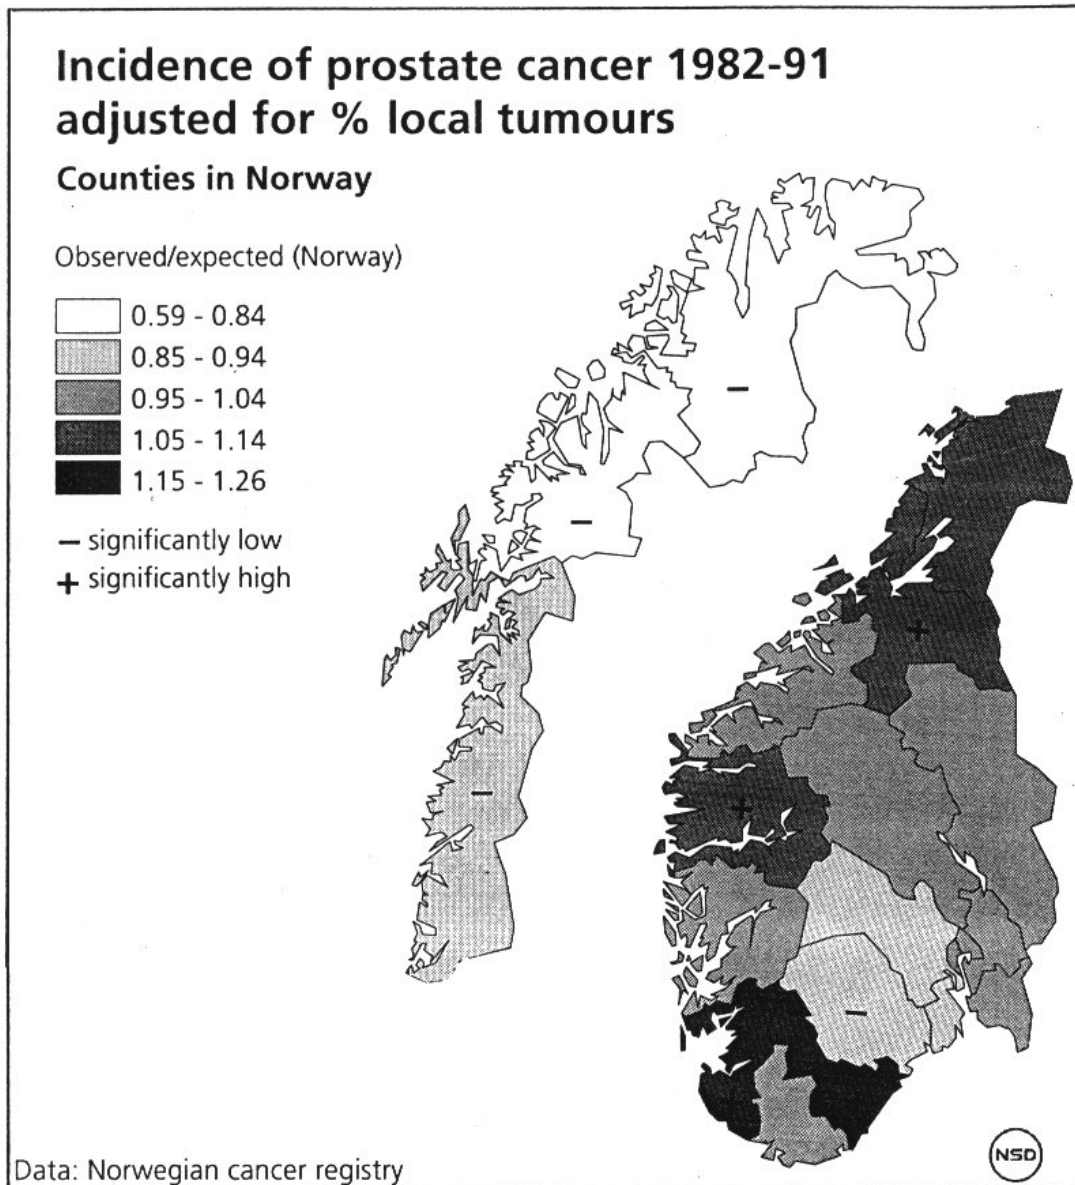 Incidence of prostate cancer 1982-91
adjusted for % local tumours
Counties in Norway
Observed/expected (Norway)
0.59 - 0.84
0.85 - 0.94
0.95 - 1.04
1.05 - 1.14
1.15 - 1.26
– significantly low
+ significantly high
Data: Norwegian cancer registry
NSD